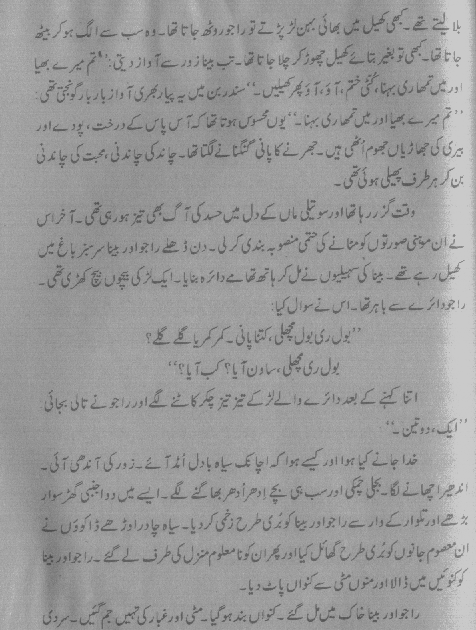 بلا لیتے تھے۔ کبھی کھیل میں بھائی بہن لڑ پڑتے تو راجو روٹھ جاتا تھا۔ وہ سب سے الگ ہو کر بیٹھ
جاتا تھا۔ کبھی تو بغیر بتائے کھیل چھوڑ کر چلا جاتا تھا۔ تب بینا زور سے آواز دیتی: ’’تم میرے بھیا
اور میں تمھاری بہنا، کُٹّی ختم، آؤ، آؤ پھر کھیلیں۔‘‘ سندر بن میں یہ پیار بھری آواز بار بار گونجتی تھی:
’’تم میرے بھیا اور میں تمھاری بہنا۔‘‘ یوں محسوس ہوتا تھا کہ آس پاس کے درخت، پودے اور
بیری کی جھاڑیاں جھوم اٹھی ہیں۔ جھرنے کا پانی گنگنانے لگتا تھا۔ چاند کی چاندنی، محبت کی چاندنی
بن کر ہر طرف پھیلی ہوئی تھی۔
وقت گزر رہا تھا اور سوتیلی ماں کے دل میں حسد کی آگ بھی تیز ہو رہی تھی۔ آخر اس
نے ان موہنی صورتوں کو مٹانے کی حتمی منصوبہ بندی کر لی۔ دن ڈھلے راجو اور بینا سرسبز باغ میں
کھیل رہے تھے۔ بینا کی سہیلیوں نے مل کر ہاتھ تھامے دائرہ بنایا۔ ایک لڑکی بیچوں بیچ کھڑی تھی۔
راجو دائرے سے باہر تھا۔ اس نے سوال کیا:
’’بول ری بول مچھلی، کتنا پانی۔ کمر کمر یا گلے گلے؟
بول ری مچھلی، ساون آیا؟ کب آیا؟‘‘
اتنا کہنے کے بعد دائرے والے لڑکے تیز تیز چکر کاٹنے لگے اور راجو نے تالی بجائی:
’’ایک، دو تین۔‘‘
خدا جانے کیا ہوا اور کیسے ہوا کہ اچانک سیاہ بادل اُمڈ آئے۔ زور کی آندھی آئی۔
اندھیرا چھانے لگا۔ بجلی چمکی اور سب ہی بچے اِدھر اُدھر بھاگنے لگے۔ ایسے میں دو اجنبی گھڑ سوار
بڑھے اور تلوار کے وار سے راجو اور بینا کو بُری طرح زخمی کر دیا۔ سیاہ چادر اوڑھے ڈاکوؤں نے
ان معصوم جانوں کو بُری طرح گھائل کیا اور پھر ان کو نامعلوم منزل کی طرف لے گئے۔ راجو اور بینا
کو کنوئیں میں ڈالا اور منوں مٹی سے کنواں پاٹ دیا۔
راجو اور بینا خاک میں مل گئے۔ کنواں بند ہو گیا۔ مٹی اور غبار کی تہیں جم گئیں۔ سردی